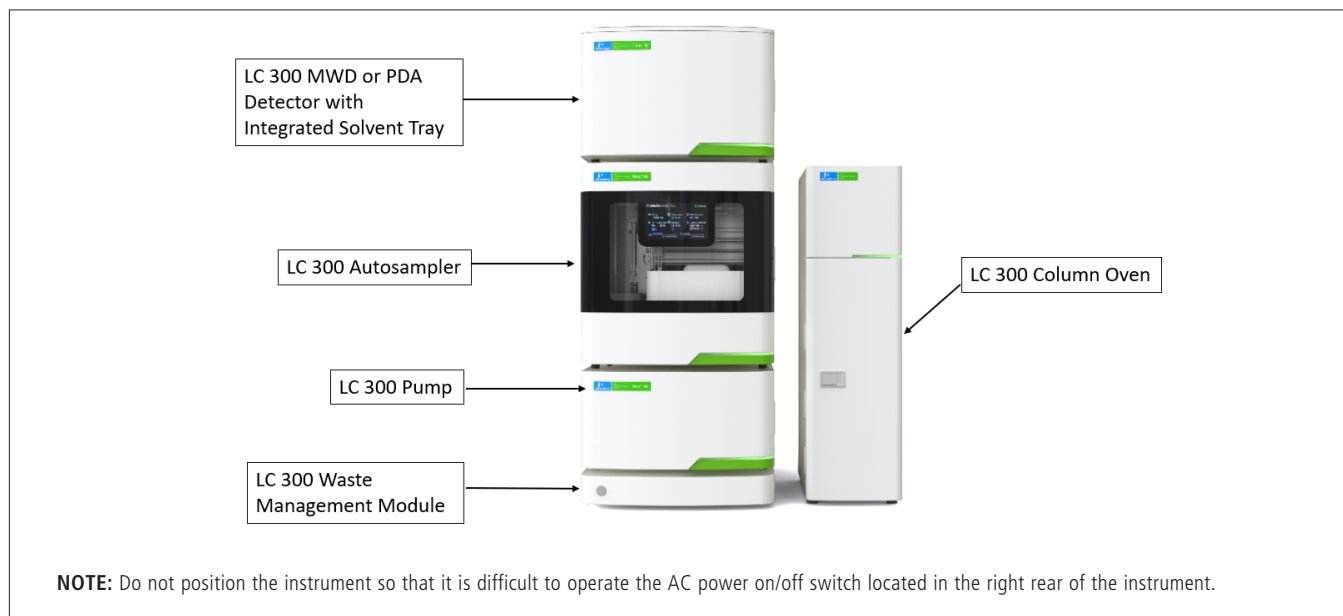 LC 300 MWD or PDA
Detector with
Integrated Solvent Tray
LC 300 Autosampler
LC 300 Column Oven
LC 300 Pump
LC 300 Waste
Management Module
NOTE: Do not position the instrument so that it is difficult to operate the AC power on/off switch located in the right rear of the instrument.